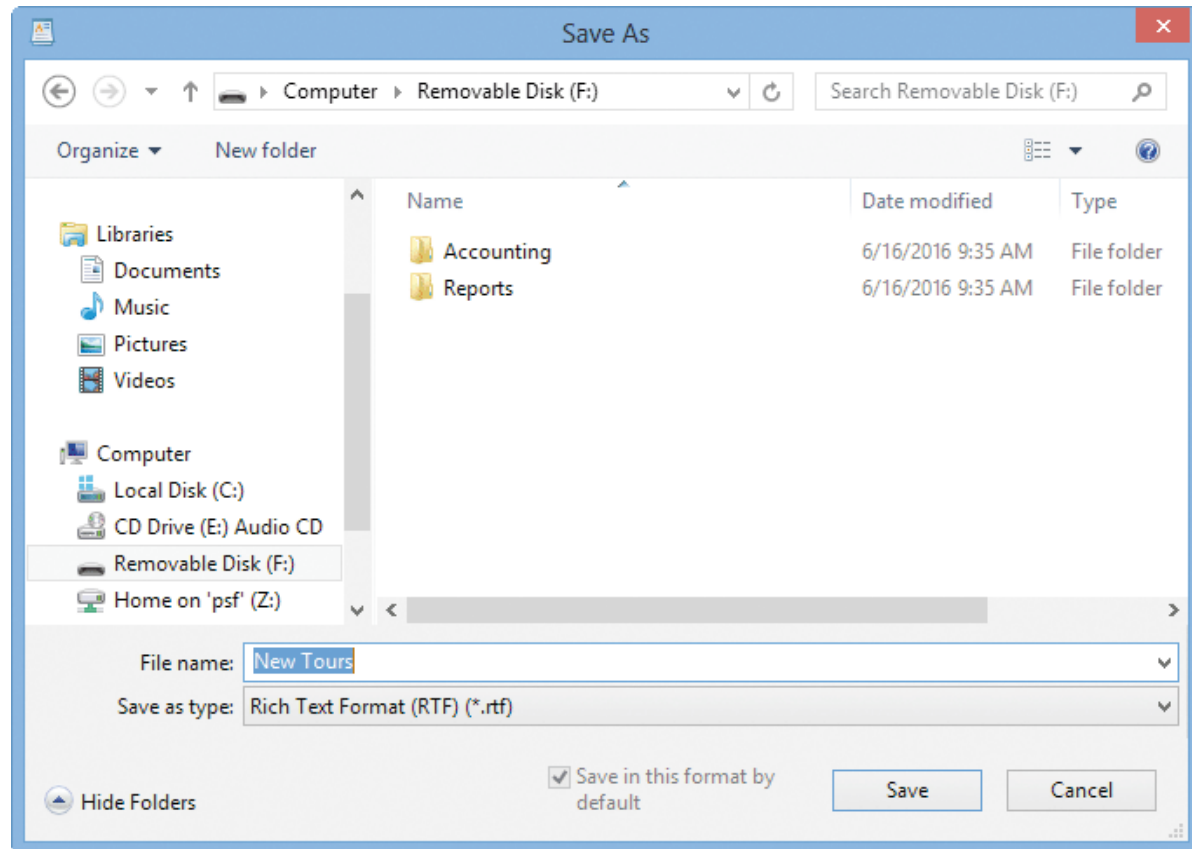 Save As
Computer Removable Disk (F:)
Search Removable Disk (F:)
Organize New folder
Name Date modified Type
Libraries
Documents
Music
Pictures
Videos
Computer
Local Disk (C:)
CD Drive (E:) Audio CD
Removable Disk (F:)
Home on 'psf' (Z:)
Accounting 6/16/2016 9:35 AM File folder
Reports 6/16/2016 9:35 AM File folder
File name: New Tours
Save as type: Rich Text Format (RTF) (*.rtf)
Hide Folders
Save in this format by
default
Save Cancel